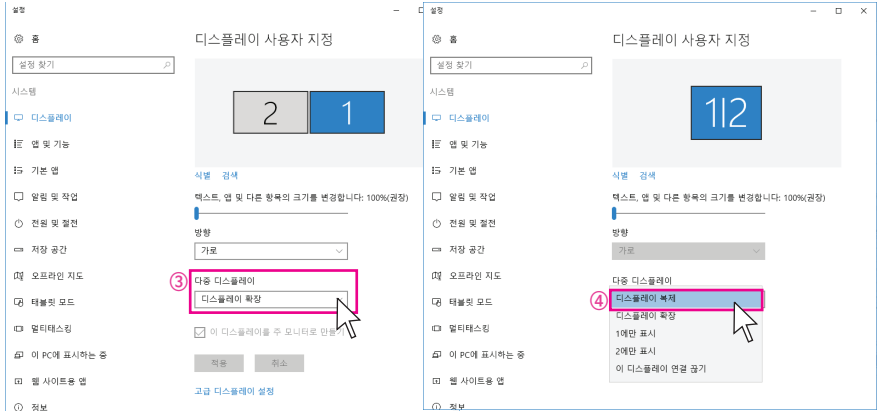 설정
홈
디스플레이 사용자 지정
설정 찾기
시스템
2 1
디스플레이
앱 및 기능
기본 앱
식별 검색
알림 및 작업
텍스트, 앱 및 다른 항목의 크기를 변경합니다: 100%(권장)
전원 및 절전
방향
저장 공간
가로
오프라인 지도
③ 다중 디스플레이
태블릿 모드
디스플레이 확장
멀티태스킹
이 디스플레이를 주 모니터로 만들기
이 PC에 표시하는 중
적용 취소
웹 사이트용 앱
고급 디스플레이 설정
정보
설정
홈
디스플레이 사용자 지정
설정 찾기
시스템
1|2
디스플레이
앱 및 기능
기본 앱
식별 검색
알림 및 작업
텍스트, 앱 및 다른 항목의 크기를 변경합니다: 100%(권장)
전원 및 절전
방향
저장 공간
가로
오프라인 지도
다중 디스플레이
태블릿 모드
④ 디스플레이 복제
디스플레이 확장
멀티태스킹
1에만 표시
이 PC에 표시하는 중
2에만 표시
이 디스플레이 연결 끊기
웹 사이트용 앱
정보